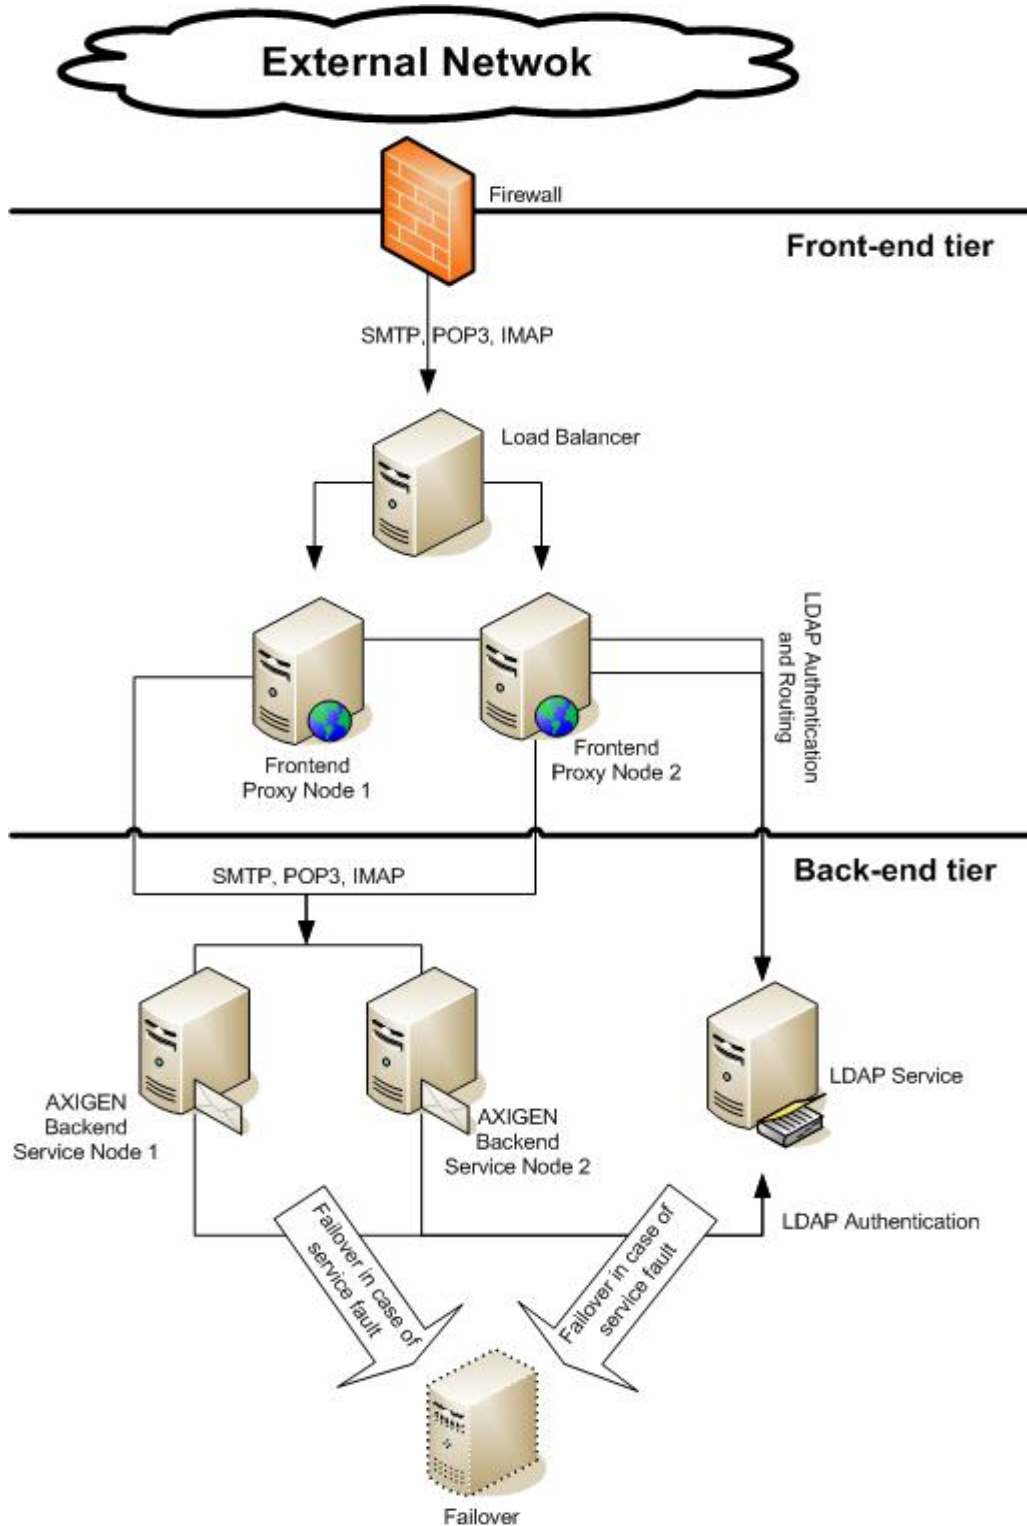 External Netwok
Firewall
Front-end tier
SMTP, POP3, IMAP
Load Balancer
LDAP Authentication
and Routing
Frontend
Proxy Node 1
Frontend
Proxy Node 2
SMTP, POP3, IMAP
Back-end tier
AXIGEN
Backend
Service Node 1
AXIGEN
Backend
Service Node 2
LDAP Service
LDAP Authentication
Failover in case of
service fault
Failover in case of
service fault
Failover